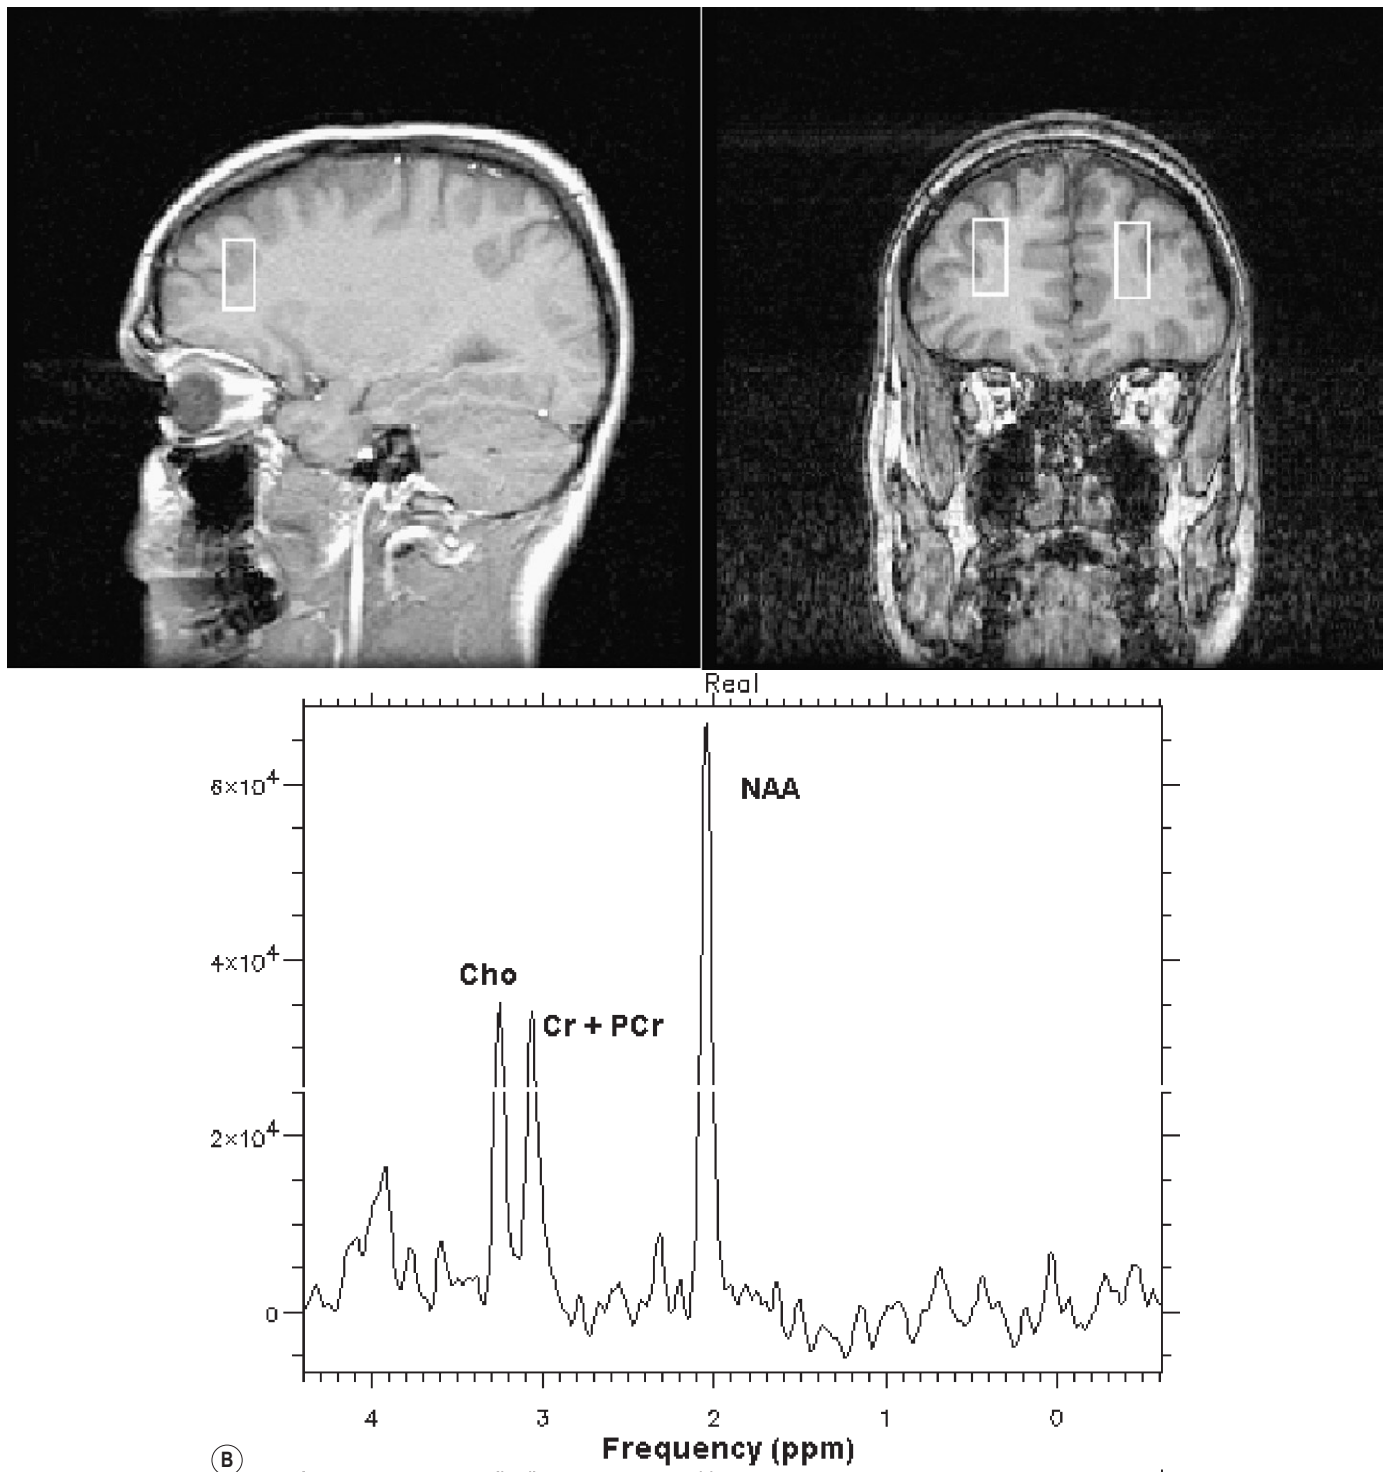 Real
6×10⁴
NAA
4×10⁴
Cho
Cr + PCr
2×10⁴
0
4 3 2 1 0
Frequency (ppm)
B